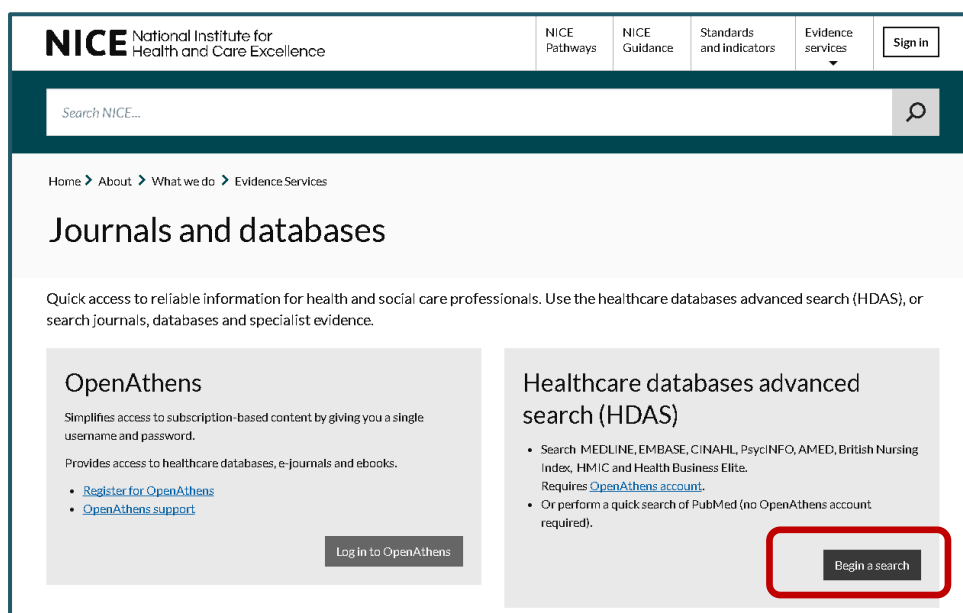 NICE National Institute for
Health and Care Excellence
NICE
Pathways
NICE
Guidance
Standards
and indicators
Evidence
services
Sign in
Search NICE...
Home > About > What we do > Evidence Services
Journals and databases
Quick access to reliable information for health and social care professionals. Use the healthcare databases advanced search (HDAS), or
search journals, databases and specialist evidence.
OpenAthens
Simplifies access to subscription-based content by giving you a single
username and password.
Provides access to healthcare databases, e-journals and ebooks.
• Register for OpenAthens
• OpenAthens support
Log in to OpenAthens
Healthcare databases advanced
search (HDAS)
• Search MEDLINE, EMBASE, CINAHL, PsycINFO, AMED, British Nursing
Index, HMIC and Health Business Elite.
Requires OpenAthens account.
• Or perform a quick search of PubMed (no OpenAthens account
required).
Begin a search